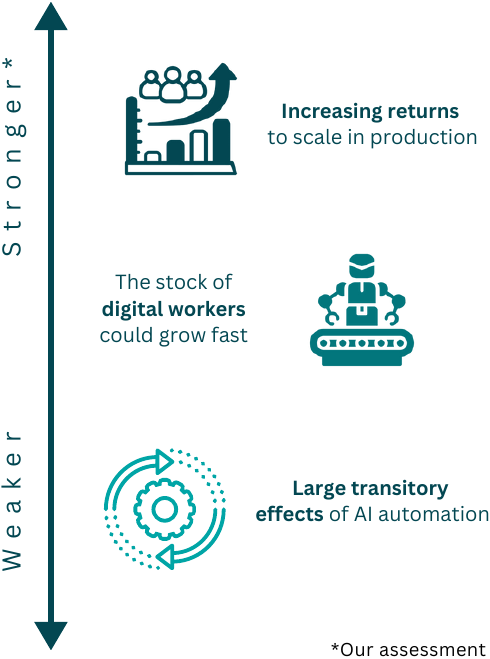 Stronger*
Increasing returns
to scale in production
The stock of
digital workers
could grow fast
Weaker
Large transitory
effects of AI automation
*Our assessment